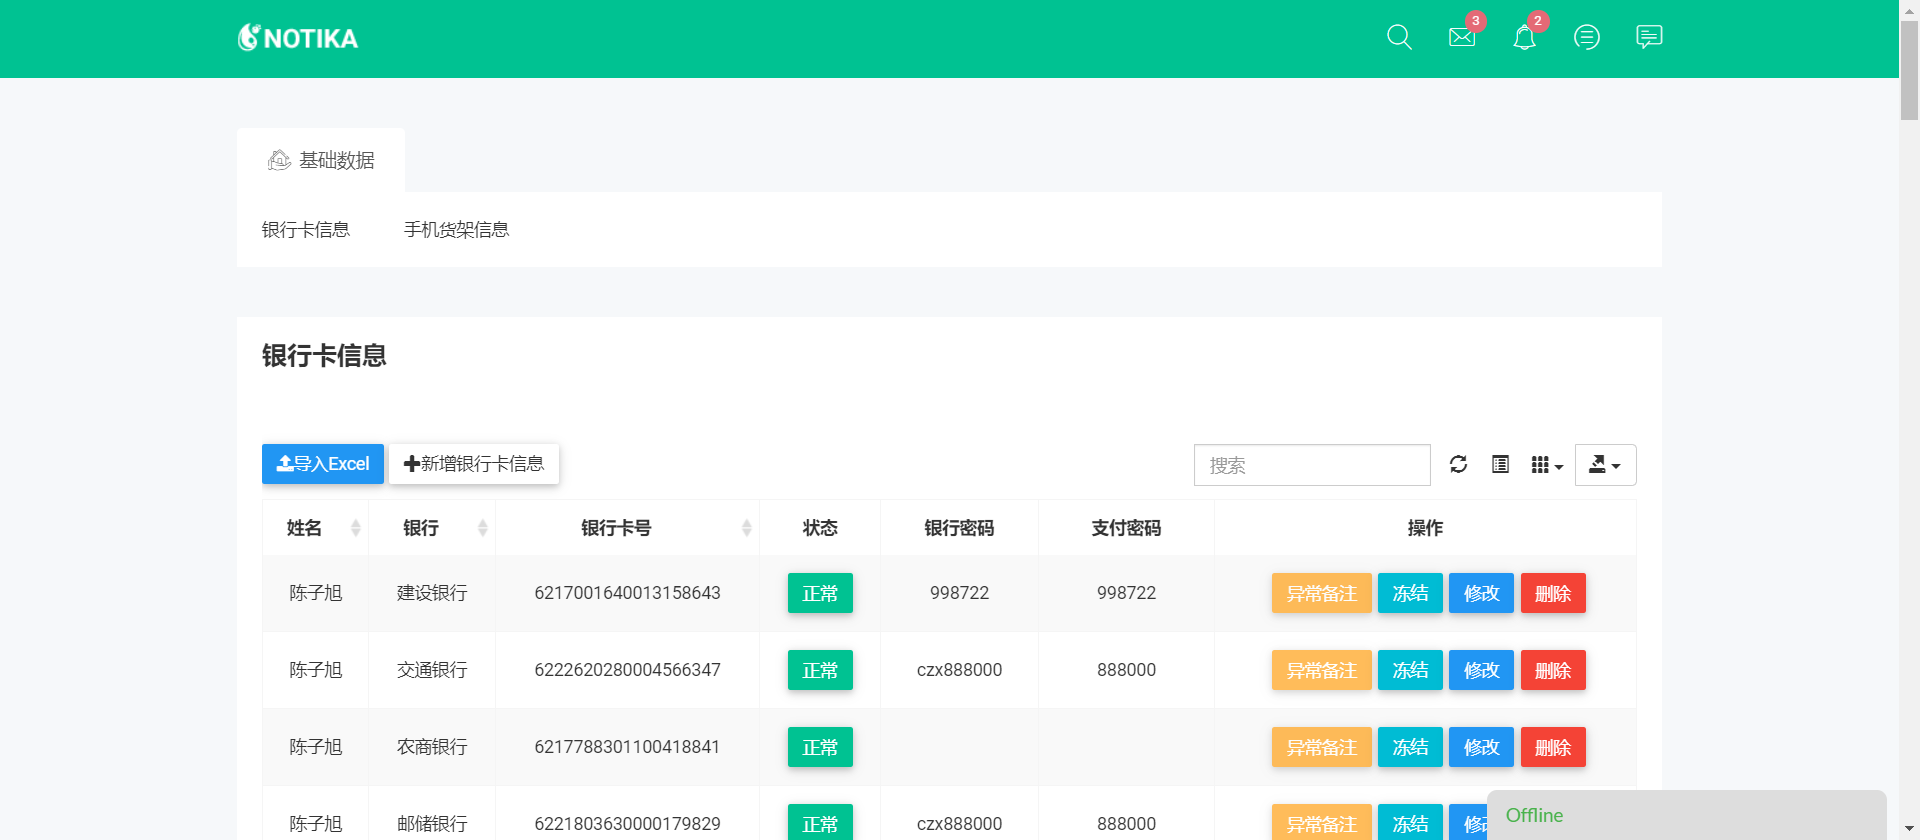 NOTIKA
3
2
基础数据
银行卡信息 手机货架信息
银行卡信息
导入Excel 新增银行卡信息 搜索
姓名 银行 银行卡号 状态 银行密码 支付密码 操作
陈子旭 建设银行 6217001640013158643 正常 998722 998722 异常备注 冻结 修改 删除
陈子旭 交通银行 6222620280004566347 正常 czx888000 888000 异常备注 冻结 修改 删除
陈子旭 农商银行 6217788301100418841 正常 异常备注 冻结 修改 删除
陈子旭 邮储银行 6221803630000179829 正常 czx888000 888000 异常备注 冻结
Offline